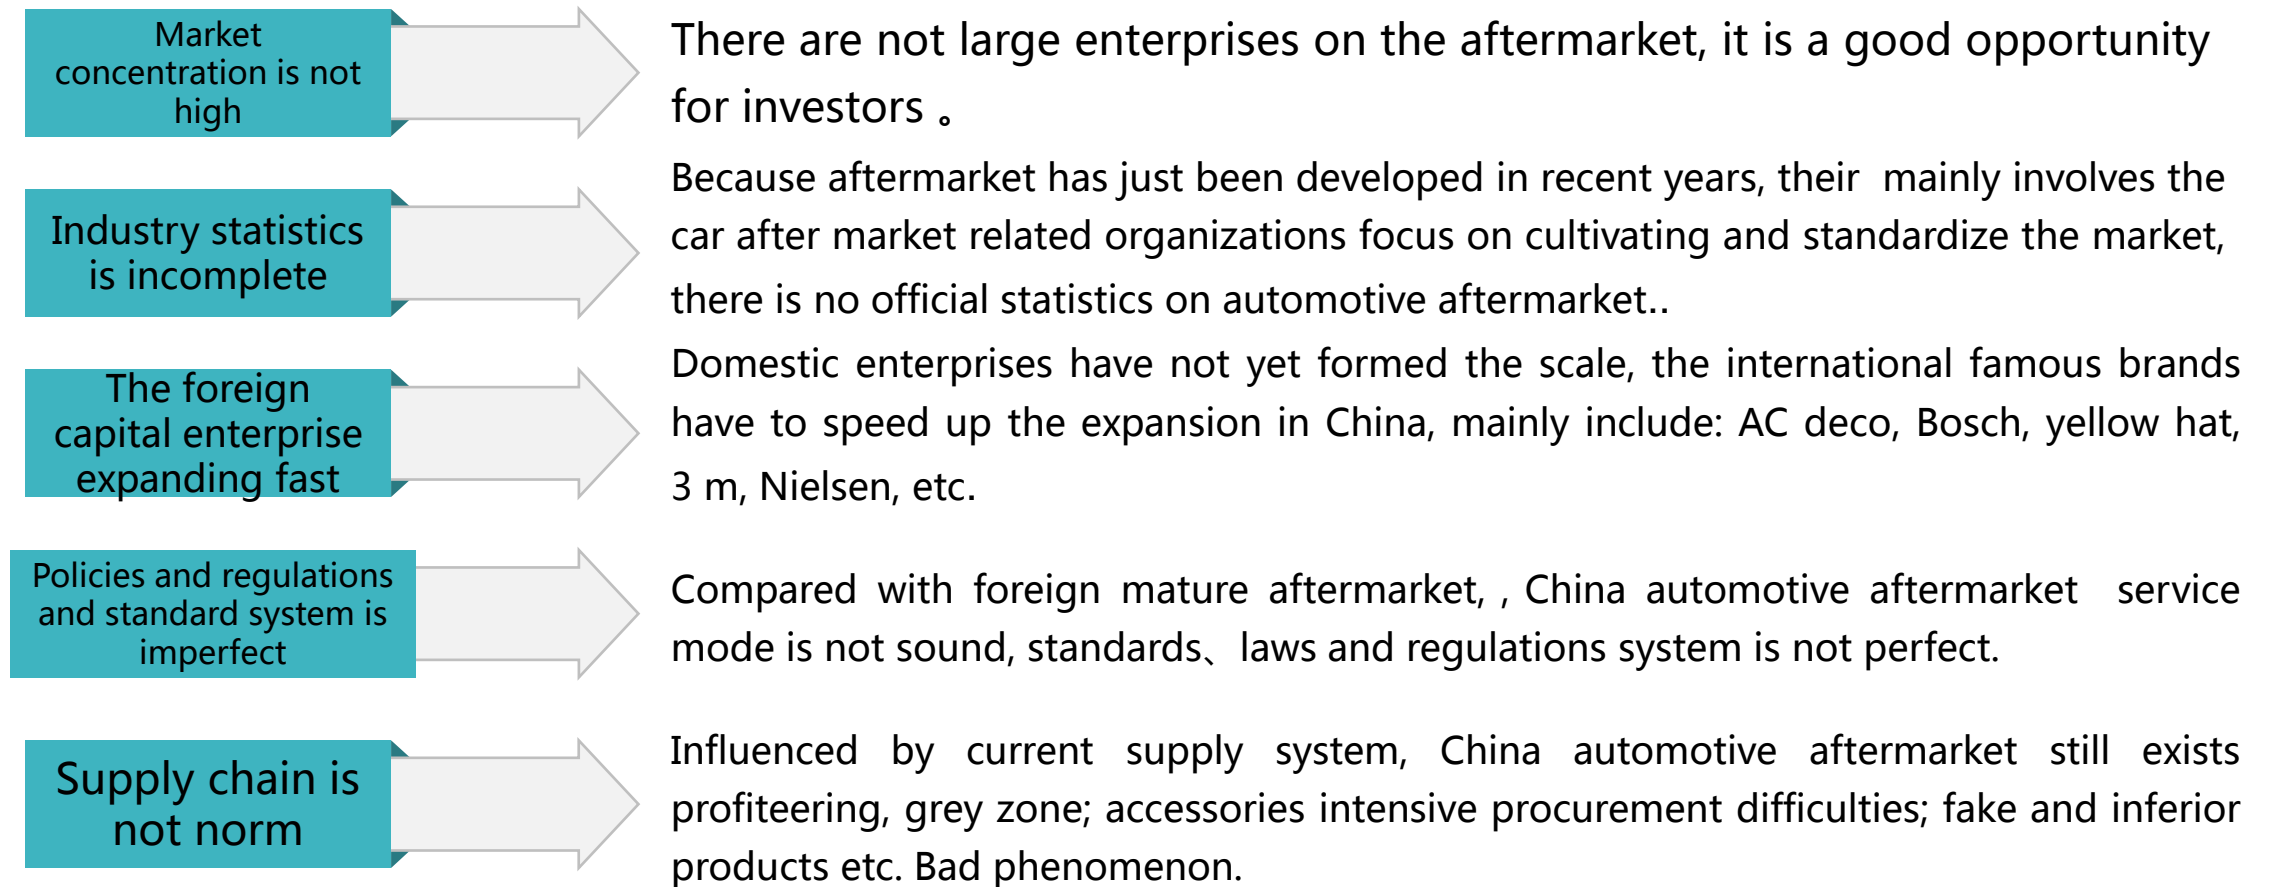 Market
concentration is not
high
There are not large enterprises on the aftermarket, it is a good opportunity
for investors 。
Industry statistics
is incomplete
Because aftermarket has just been developed in recent years, their  mainly involves the
car after market related organizations focus on cultivating and standardize the market,
there is no official statistics on automotive aftermarket..
The foreign
capital enterprise
expanding fast
Domestic enterprises have not yet formed the scale, the international famous brands
have to speed up the expansion in China, mainly include: AC deco, Bosch, yellow hat,
3 m, Nielsen, etc.
Policies and regulations
and standard system is
imperfect
Compared with foreign mature aftermarket, , China automotive aftermarket  service
mode is not sound, standards、laws and regulations system is not perfect.
Supply chain is
not norm
Influenced by current supply system, China automotive aftermarket still exists
profiteering, grey zone; accessories intensive procurement difficulties; fake and inferior
products etc. Bad phenomenon.